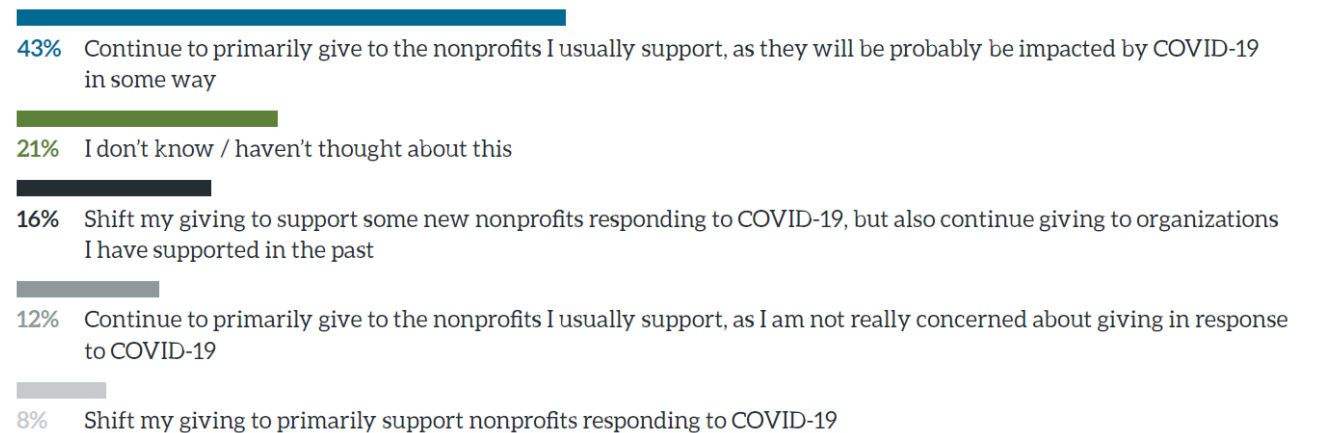 43% Continue to primarily give to the nonprofits I usually support, as they will be probably be impacted by COVID-19
in some way
21% I don’t know / haven’t thought about this
16% Shift my giving to support some new nonprofits responding to COVID-19, but also continue giving to organizations
I have supported in the past
12% Continue to primarily give to the nonprofits I usually support, as I am not really concerned about giving in response
to COVID-19
8% Shift my giving to primarily support nonprofits responding to COVID-19